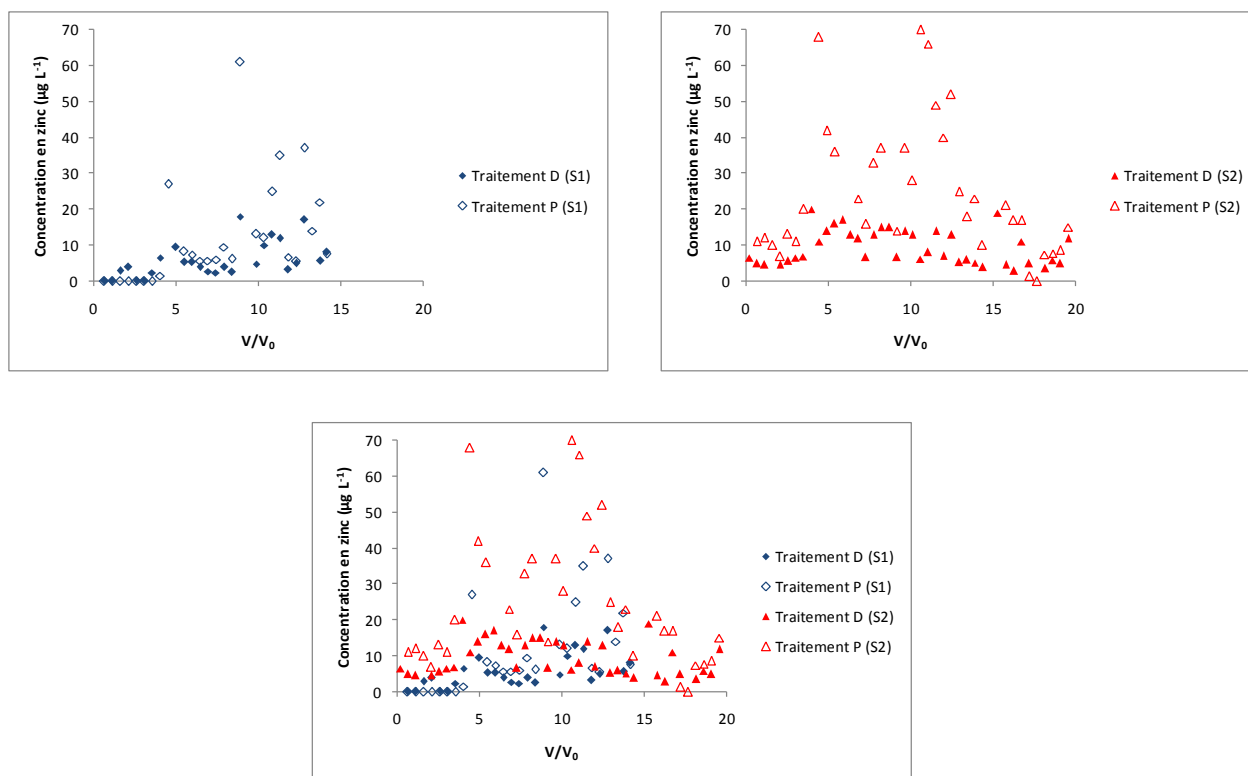 Concentration en zinc (µg L⁻¹)
70
60
50
40
30
20
10
0
0 5 10 15 20
V/V₀
Traitement D (S1)
Traitement P (S1)
Concentration en zinc (µg L⁻¹)
70
60
50
40
30
20
10
0
0 5 10 15 20
V/V₀
Traitement D (S2)
Traitement P (S2)
Concentration en zinc (µg L⁻¹)
70
60
50
40
30
20
10
0
0 5 10 15 20
V/V₀
Traitement D (S1)
Traitement P (S1)
Traitement D (S2)
Traitement P (S2)